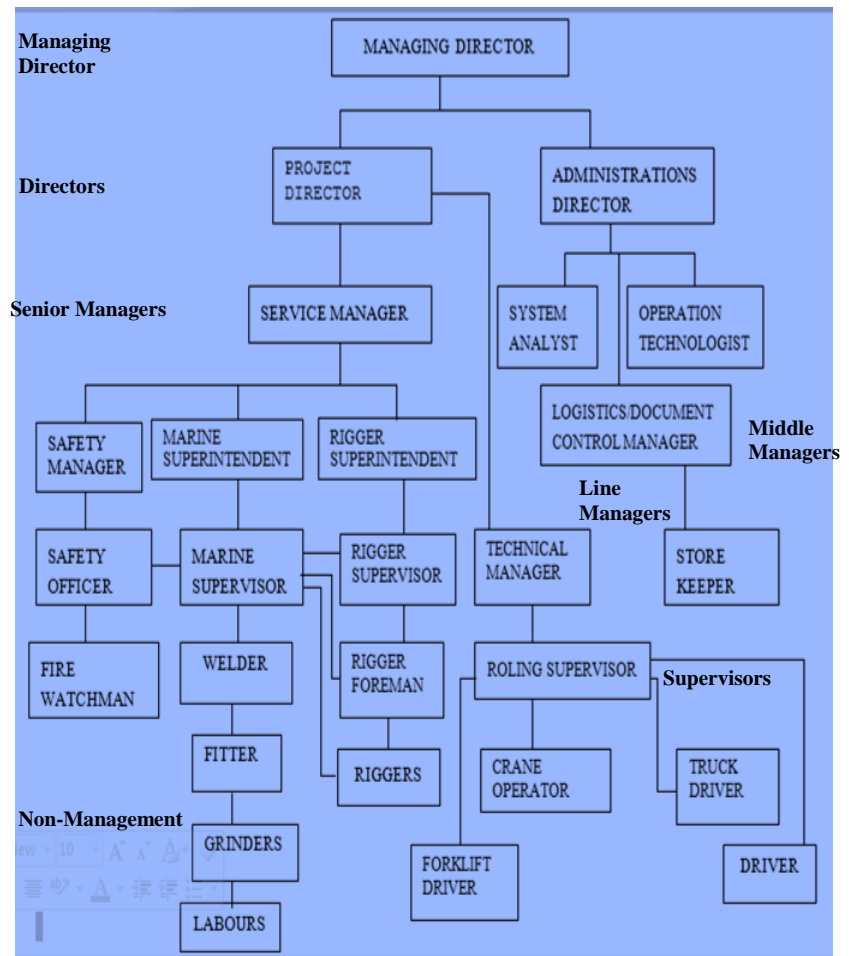 Managing
Director
MANAGING DIRECTOR
Directors
PROJECT
DIRECTOR
ADMINISTRATIONS
DIRECTOR
Senior Managers
SERVICE MANAGER
SYSTEM
ANALYST
OPERATION
TECHNOLOGIST
SAFETY
MANAGER
MARINE
SUPERINTENDENT
RIGGER
SUPERINTENDENT
LOGISTICS/DOCUMENT
CONTROL MANAGER
Middle
Managers
Line
Managers
SAFETY
OFFICER
MARINE
SUPERVISOR
RIGGER
SUPERVISOR
TECHNICAL
MANAGER
STORE
KEEPER
FIRE
WATCHMAN
WELDER
RIGGER
FOREMAN
ROLING SUPERVISOR
Supervisors
FITTER
RIGGERS
CRANE
OPERATOR
TRUCK
DRIVER
Non-Management
GRINDERS
FORKLIFT
DRIVER
DRIVER
LABOURS
10